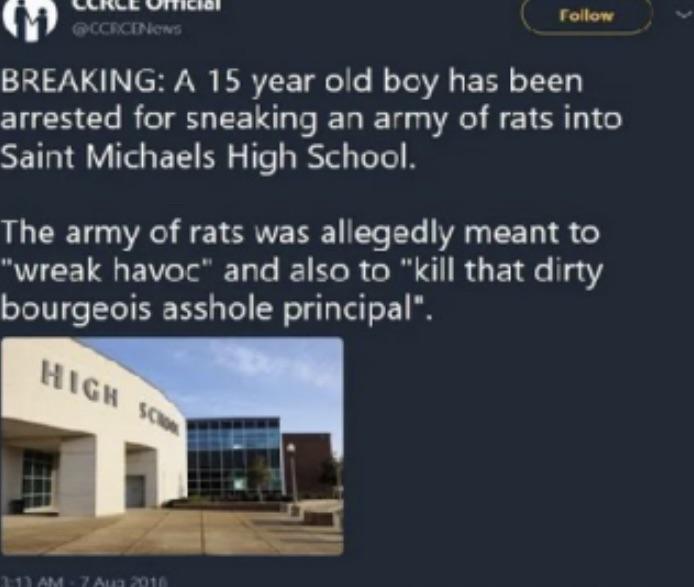 CCRCE Official
@CCRCENews
Follow
BREAKING: A 15 year old boy has been
arrested for sneaking an army of rats into
Saint Michaels High School.
The army of rats was allegedly meant to
"wreak havoc" and also to "kill that dirty
bourgeois asshole principal".
HIGH SCHOOL
3:13 AM - 7 Aug 2016